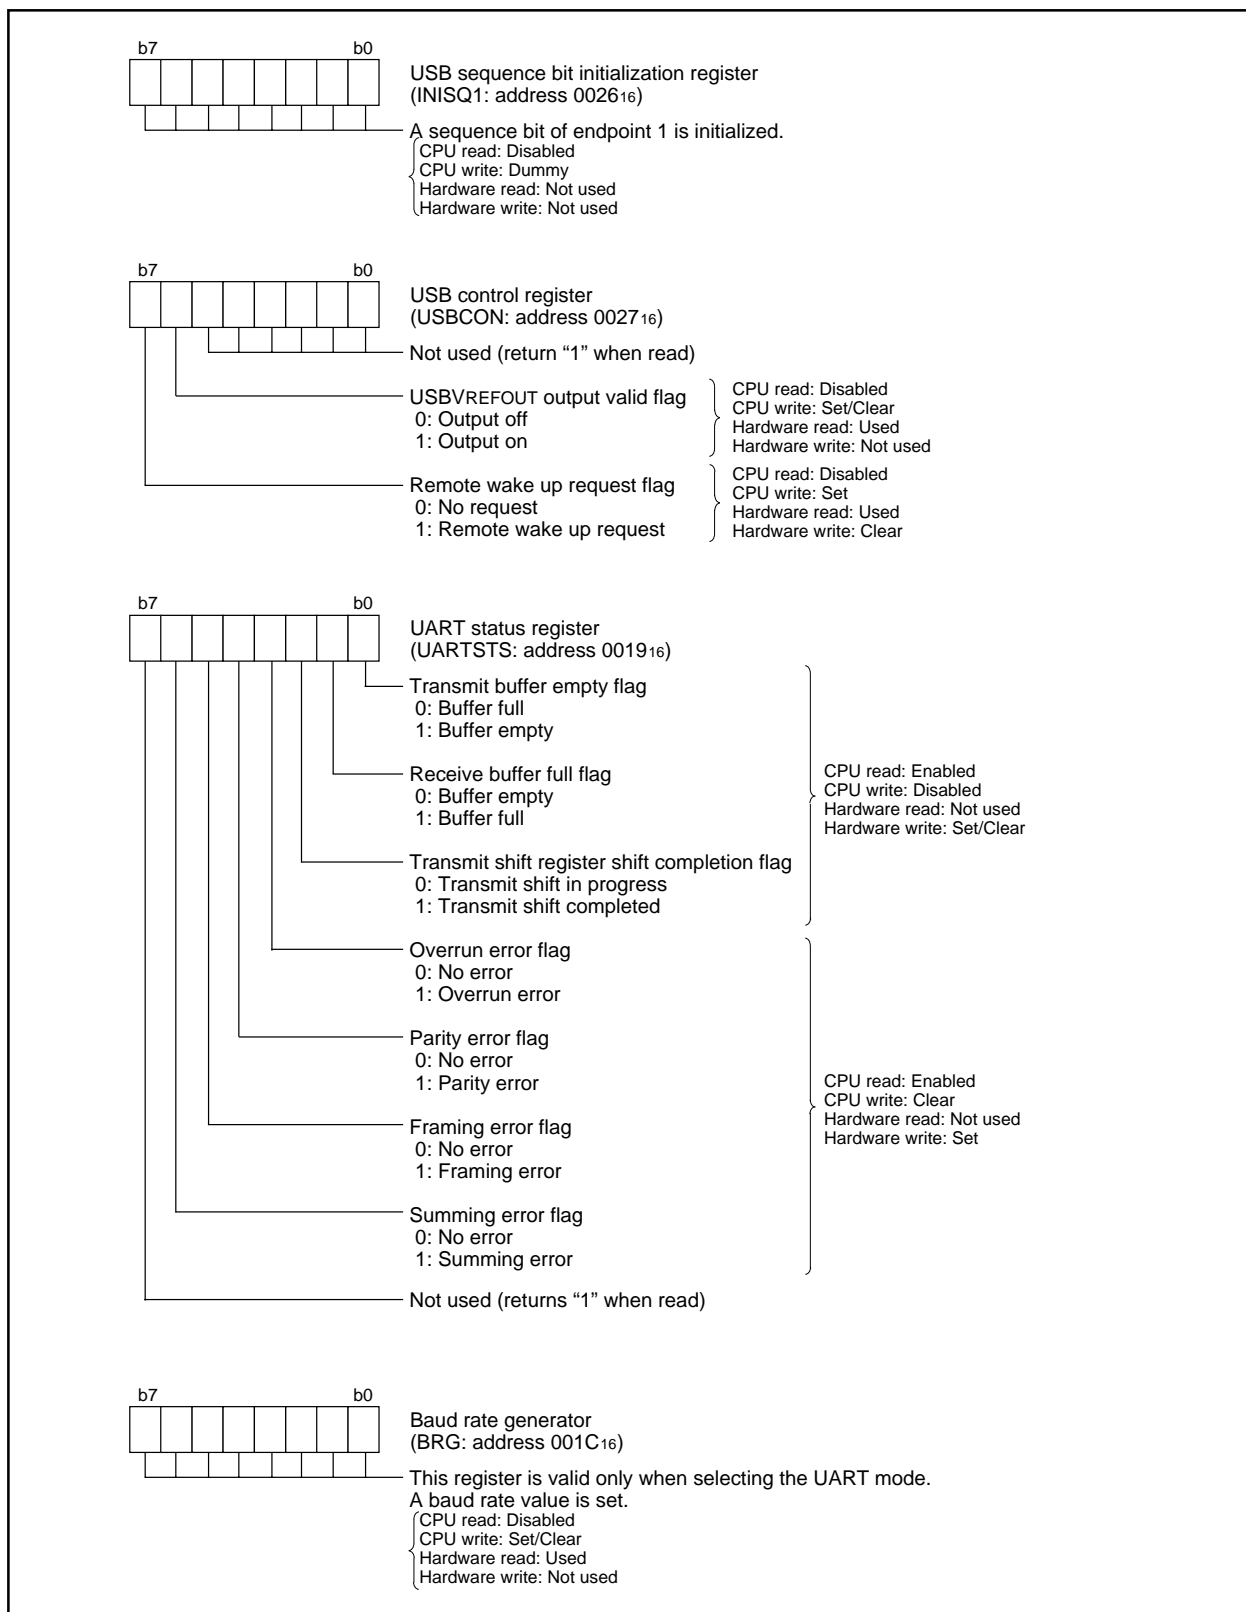 b7 b0
USB sequence bit initialization register
(INISQ1: address 002616)
A sequence bit of endpoint 1 is initialized.
CPU read: Disabled
CPU write: Dummy
Hardware read: Not used
Hardware write: Not used
b7 b0
USB control register
(USBCON: address 002716)
Not used (return “1” when read)
USBVREFOUT output valid flag
0: Output off
1: Output on
CPU read: Disabled
CPU write: Set/Clear
Hardware read: Used
Hardware write: Not used
Remote wake up request flag
0: No request
1: Remote wake up request
CPU read: Disabled
CPU write: Set
Hardware read: Used
Hardware write: Clear
b7 b0
UART status register
(UARTSTS: address 001916)
Transmit buffer empty flag
0: Buffer full
1: Buffer empty
Receive buffer full flag
0: Buffer empty
1: Buffer full
Transmit shift register shift completion flag
0: Transmit shift in progress
1: Transmit shift completed
CPU read: Enabled
CPU write: Disabled
Hardware read: Not used
Hardware write: Set/Clear
Overrun error flag
0: No error
1: Overrun error
Parity error flag
0: No error
1: Parity error
Framing error flag
0: No error
1: Framing error
Summing error flag
0: No error
1: Summing error
CPU read: Enabled
CPU write: Clear
Hardware read: Not used
Hardware write: Set
Not used (returns “1” when read)
b7 b0
Baud rate generator
(BRG: address 001C16)
This register is valid only when selecting the UART mode.
A baud rate value is set.
CPU read: Disabled
CPU write: Set/Clear
Hardware read: Used
Hardware write: Not used